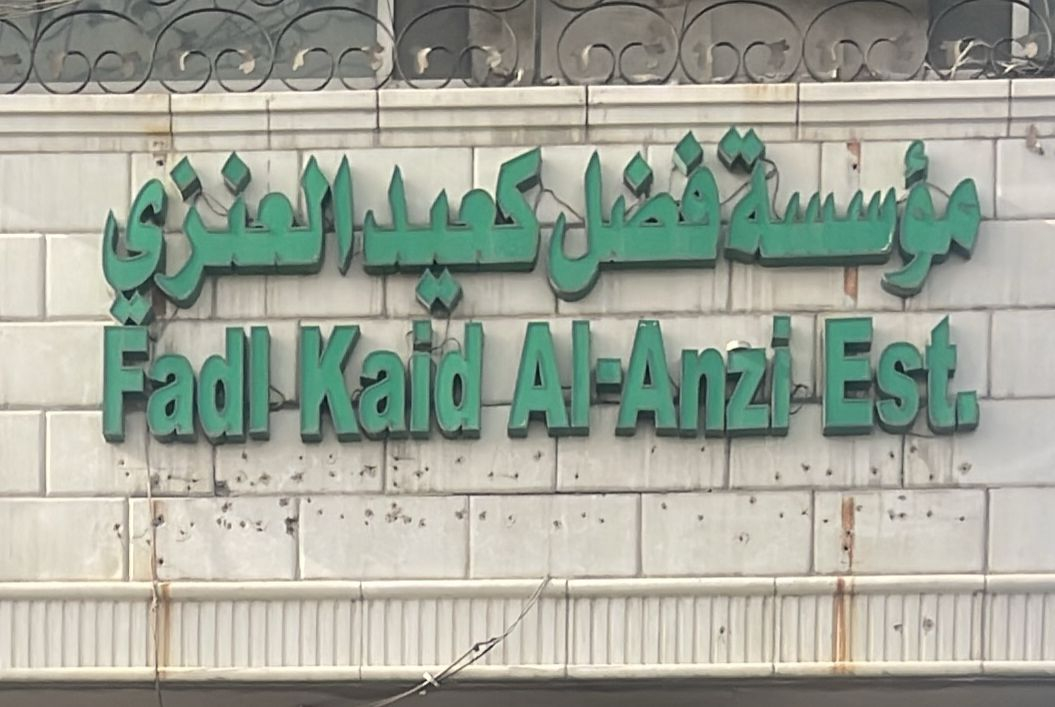 مؤسسة فضل كعيد العنزي
Fadl Kaid Al-Anzi Est.